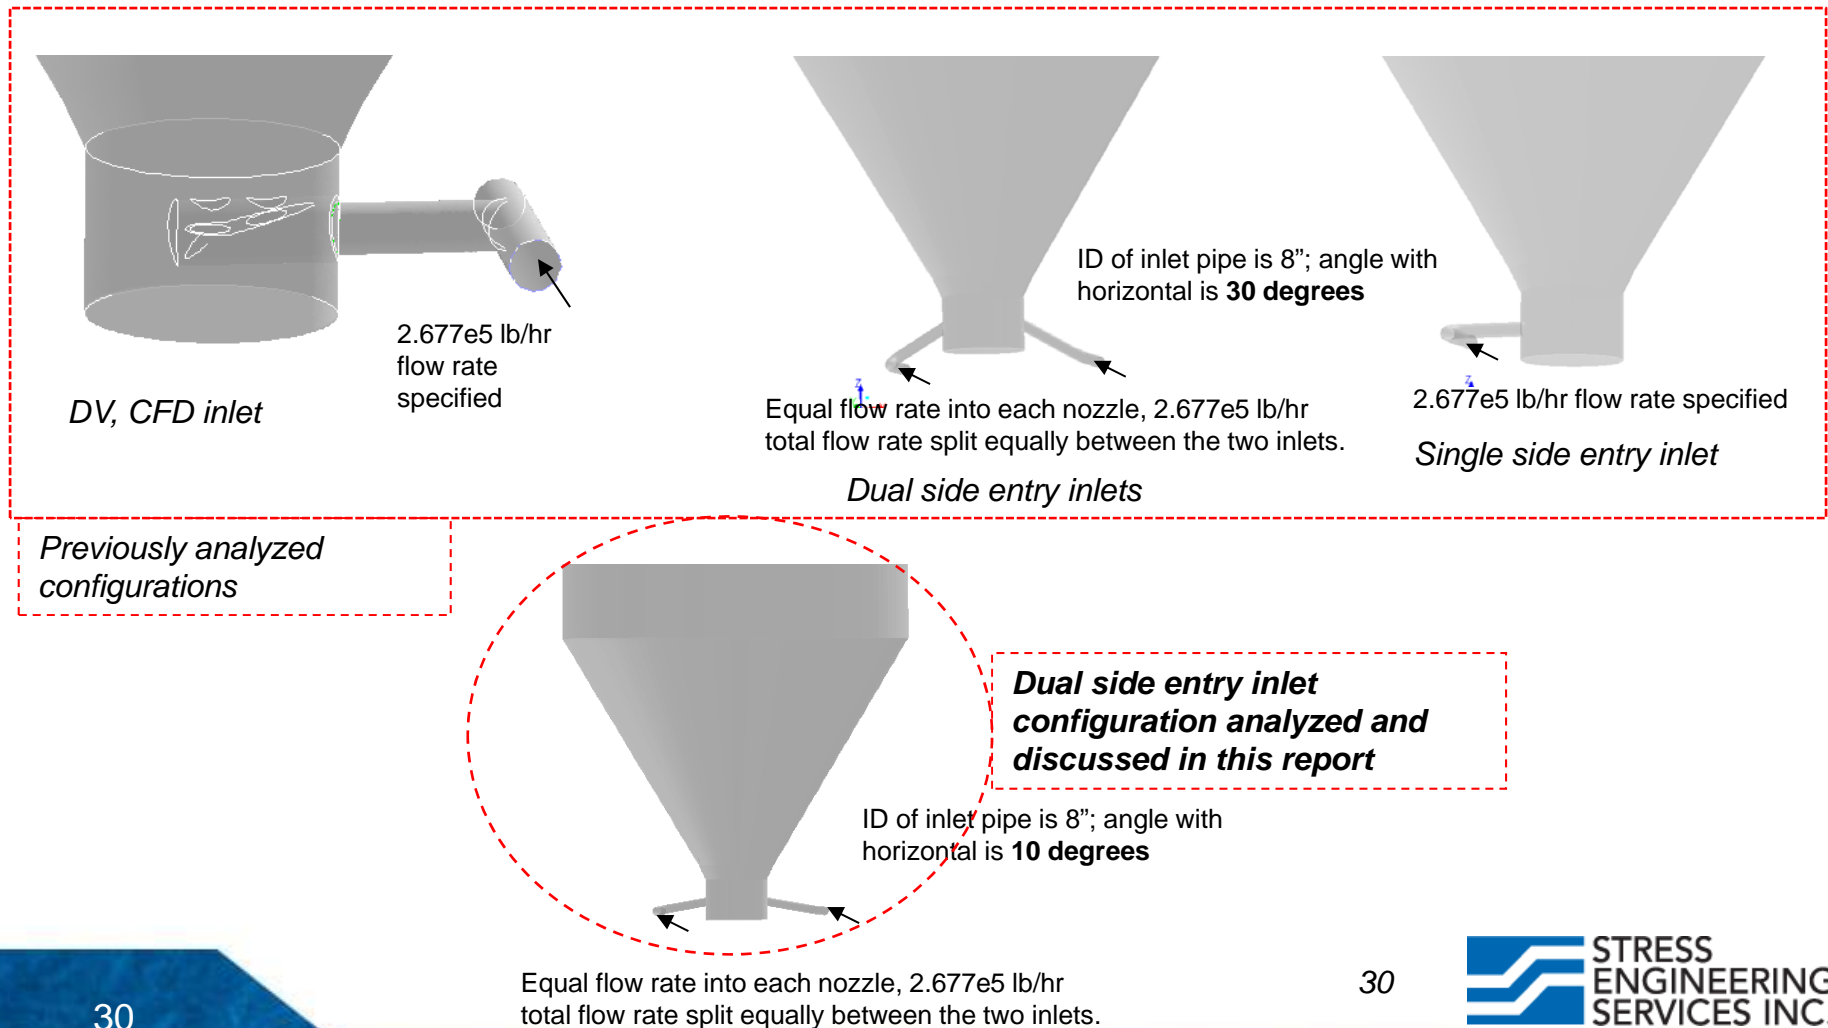 2.677e5 lb/hr
flow rate
specified
DV, CFD inlet
ID of inlet pipe is 8”; angle with
horizontal is 30 degrees
Z
Equal flow rate into each nozzle, 2.677e5 lb/hr
total flow rate split equally between the two inlets.
Dual side entry inlets
Z
2.677e5 lb/hr flow rate specified
Single side entry inlet
Previously analyzed
configurations
Dual side entry inlet
configuration analyzed and
discussed in this report
ID of inlet pipe is 8”; angle with
horizontal is 10 degrees
Equal flow rate into each nozzle, 2.677e5 lb/hr
total flow rate split equally between the two inlets.
30
30
STRESS
ENGINEERING
SERVICES INC.